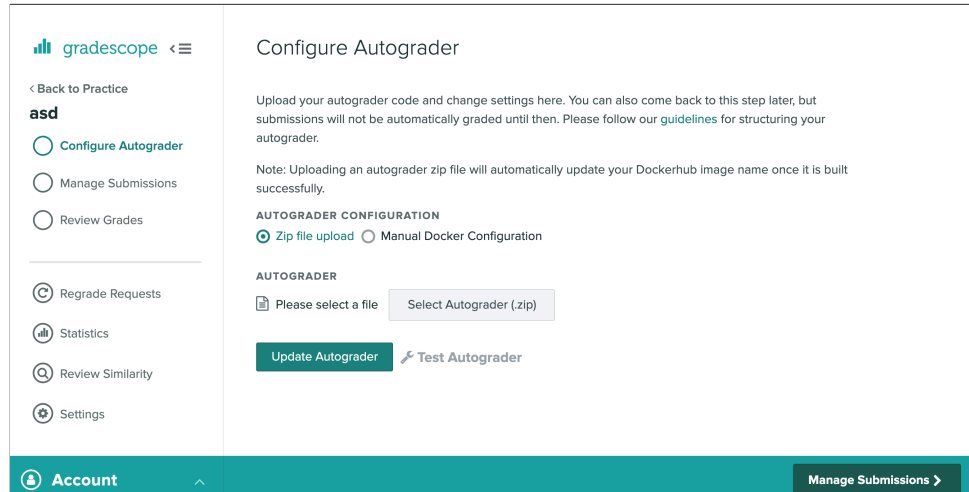 gradescope
Back to Practice
asd
Configure Autograder
Manage Submissions
Review Grades
Regrade Requests
Statistics
Review Similarity
Settings
Account
Configure Autograder
Upload your autograder code and change settings here. You can also come back to this step later, but
submissions will not be automatically graded until then. Please follow our guidelines for structuring your
autograder.
Note: Uploading an autograder zip file will automatically update your Dockerhub image name once it is built
successfully.
AUTOGRADER CONFIGURATION
Zip file upload Manual Docker Configuration
AUTOGRADER
Please select a file Select Autograder (.zip)
Update Autograder Test Autograder
Manage Submissions